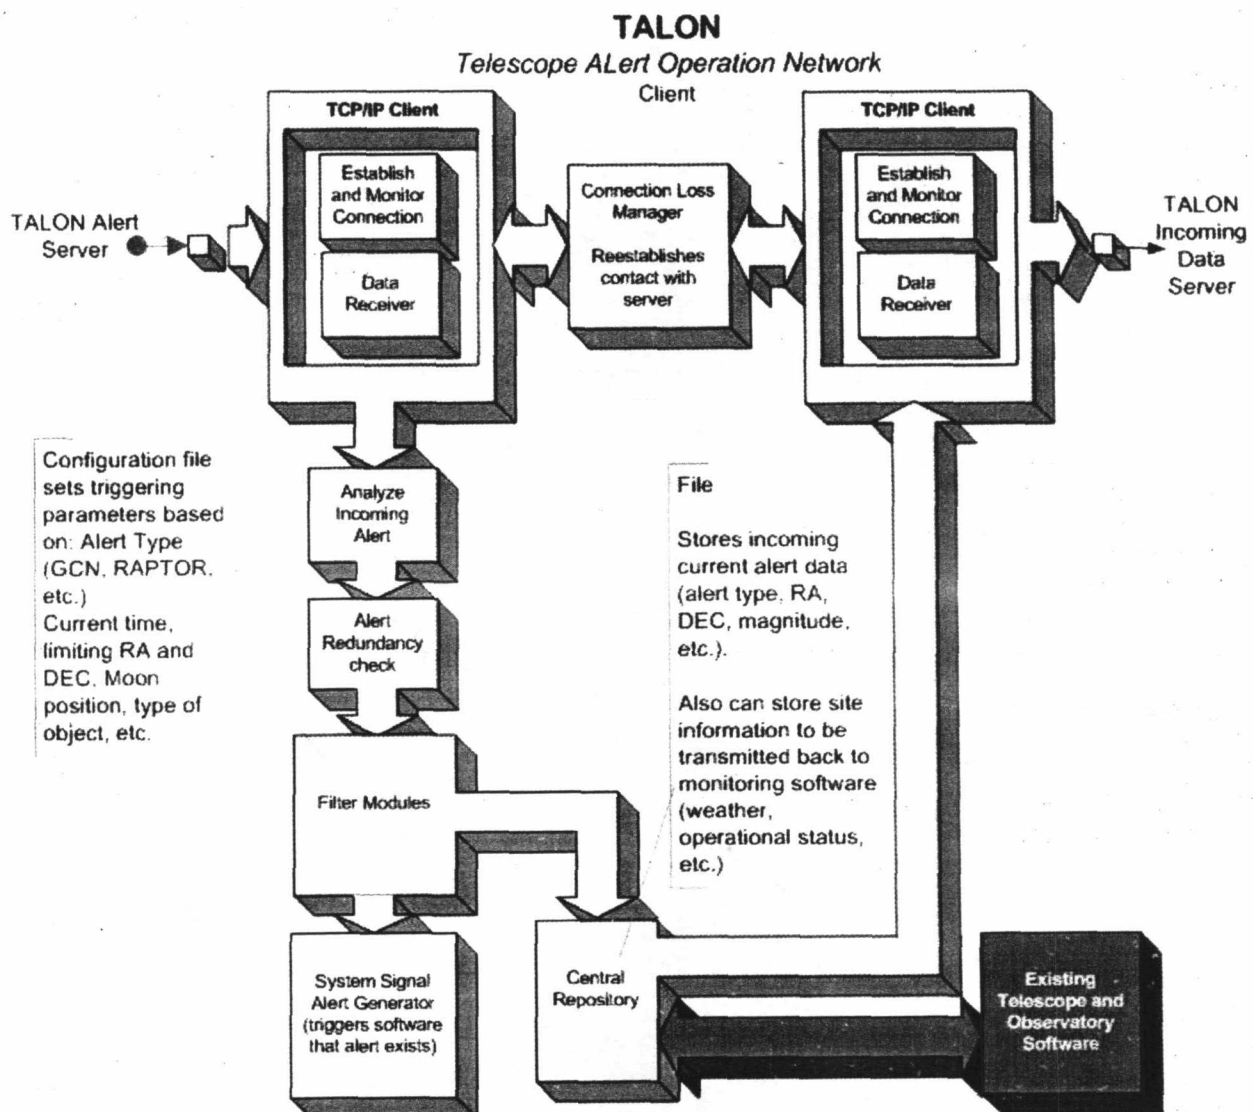 TALON
Telescope ALert Operation Network
Client
TCP/IP Client
Establish
and Monitor
Connection
Data
Receiver
TALON Alert
Server
Connection Loss
Manager
Reestablishes
contact with
server
TCP/IP Client
Establish
and Monitor
Connection
Data
Receiver
TALON
Incoming
Data
Server
Configuration file
sets triggering
parameters based
on: Alert Type
(GCN, RAPTOR,
etc.)
Current time,
limiting RA and
DEC, Moon
position, type of
object, etc.
Analyze
Incoming
Alert
Alert
Redundancy
check
Filter Modules
File
Stores incoming
current alert data
(alert type, RA,
DEC, magnitude,
etc.).
Also can store site
information to be
transmitted back to
monitoring software
(weather,
operational status,
etc.)
System Signal
Alert Generator
(triggers software
that alert exists)
Central
Repository
Existing
Telescope and
Observatory
Software